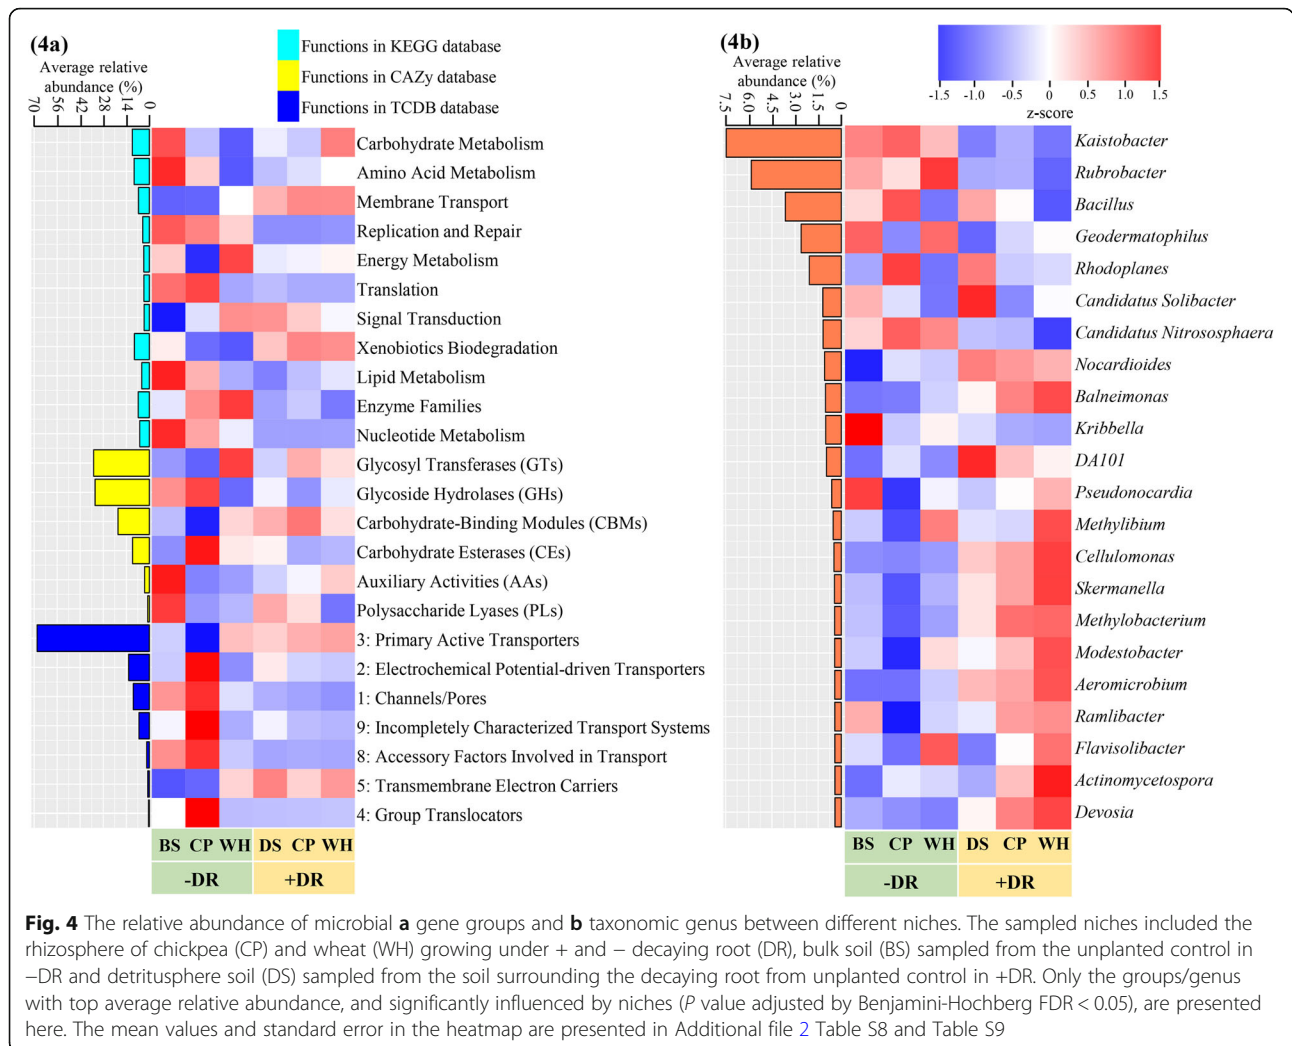 (4a)
Average relative
abundance (%)
70 56 42 28 14 0
Functions in KEGG database
Functions in CAZy database
Functions in TCDB database
Carbohydrate Metabolism
Amino Acid Metabolism
Membrane Transport
Replication and Repair
Energy Metabolism
Translation
Signal Transduction
Xenobiotics Biodegradation
Lipid Metabolism
Enzyme Families
Nucleotide Metabolism
Glycosyl Transferases (GTs)
Glycoside Hydrolases (GHs)
Carbohydrate-Binding Modules (CBMs)
Carbohydrate Esterases (CEs)
Auxiliary Activities (AAs)
Polysaccharide Lyases (PLs)
3: Primary Active Transporters
2: Electrochemical Potential-driven Transporters
1: Channels/Pores
9: Incompletely Characterized Transport Systems
8: Accessory Factors Involved in Transport
5: Transmembrane Electron Carriers
4: Group Translocators
BS CP WH DS CP WH
-DR +DR
(4b)
Average relative
abundance (%)
7.5 6.0 4.5 3.0 1.5 0
-1.5 -1.0 -0.5 0 0.5 1.0 1.5
z-score
Kaistobacter
Rubrobacter
Bacillus
Geodermatophilus
Rhodoplanes
Candidatus Solibacter
Candidatus Nitrososphaera
Nocardioides
Balneimonas
Kribbella
DA101
Pseudonocardia
Methylibium
Cellulomonas
Skermanella
Methylobacterium
Modestobacter
Aeromicrobium
Ramlibacter
Flavisolibacter
Actinomycetospora
Devosia
BS CP WH DS CP WH
-DR +DR
Fig. 4 The relative abundance of microbial a gene groups and b taxonomic genus between different niches. The sampled niches included the
rhizosphere of chickpea (CP) and wheat (WH) growing under + and − decaying root (DR), bulk soil (BS) sampled from the unplanted control in
−DR and detritusphere soil (DS) sampled from the soil surrounding the decaying root from unplanted control in +DR. Only the groups/genus
with top average relative abundance, and significantly influenced by niches (P value adjusted by Benjamini-Hochberg FDR < 0.05), are presented
here. The mean values and standard error in the heatmap are presented in Additional file 2 Table S8 and Table S9